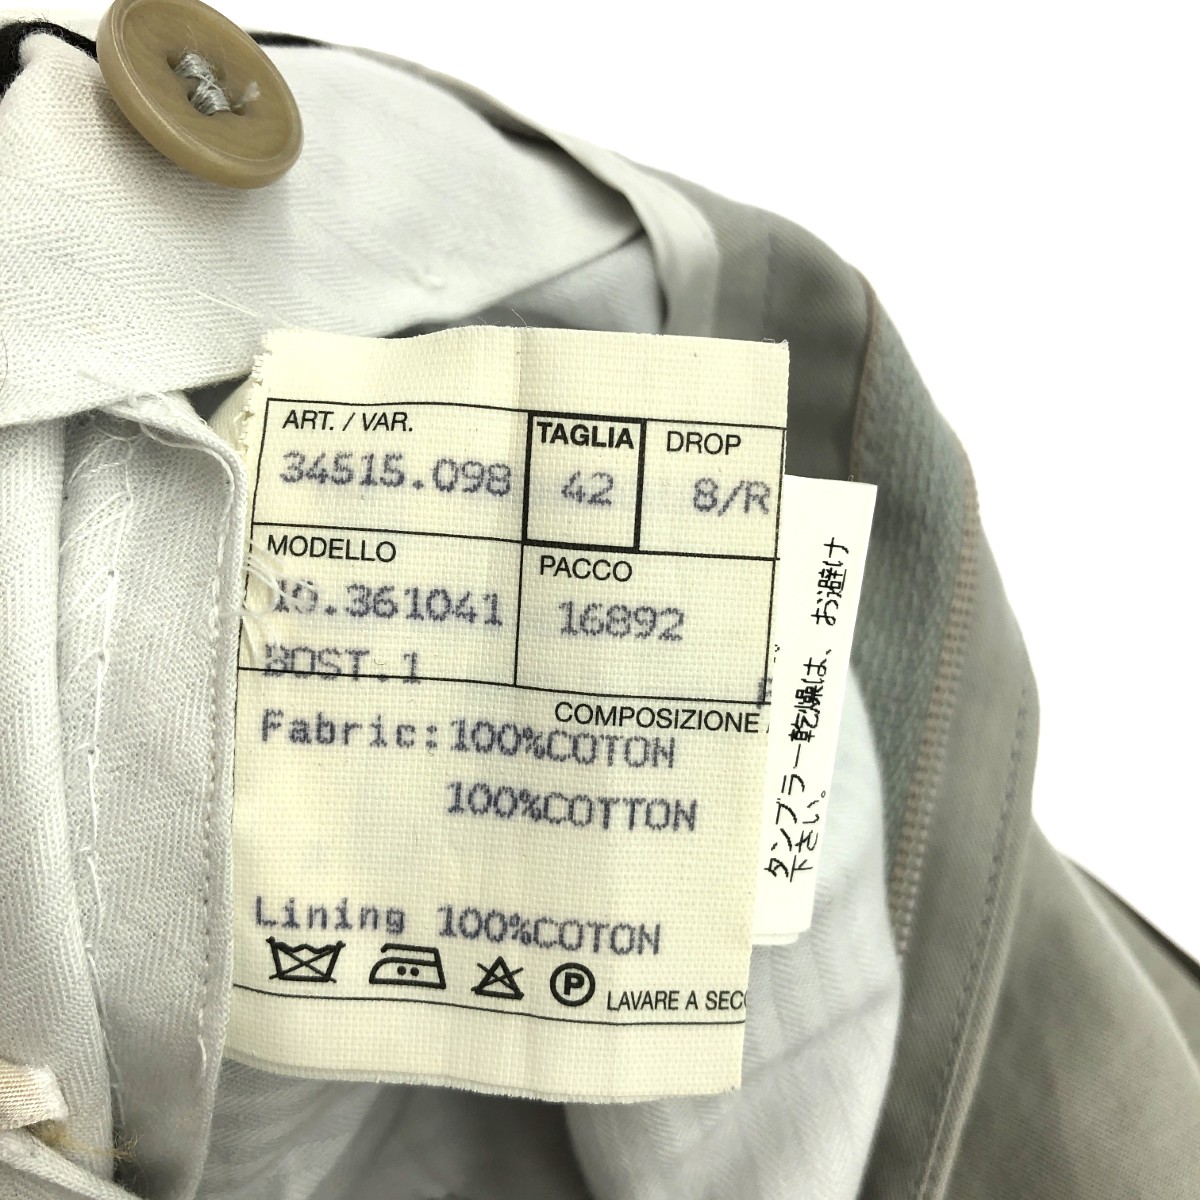 ART. / VAR.
TAGLIA
DROP
34515.098
42
8/R
MODELLO
PACCO
10.361041
16892
BOST.1
COMPOSIZIONE
Fabric:100%COTON
100%COTTON
Lining 100%COTON
P
LAVARE A SECC
タンブラー乾燥は、お避け
下さい。